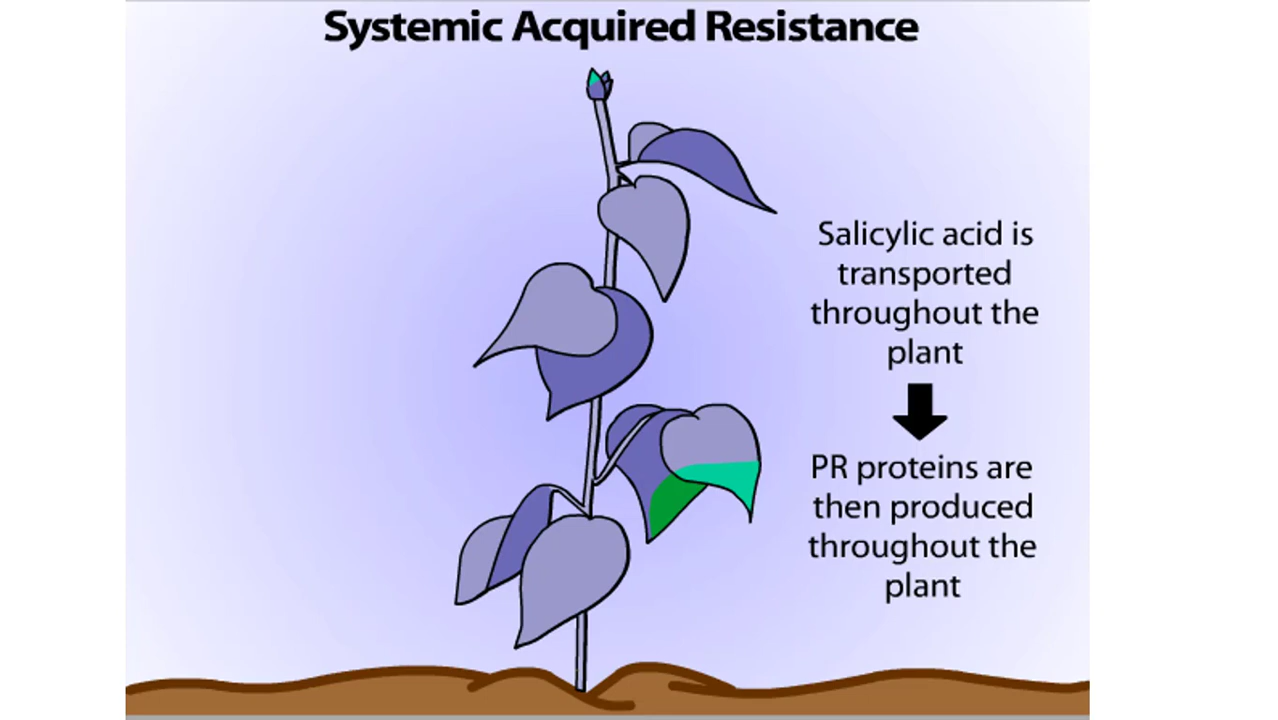 Systemic Acquired Resistance
Salicylic acid is
transported
throughout the
plant
PR proteins are
then produced
throughout the
plant